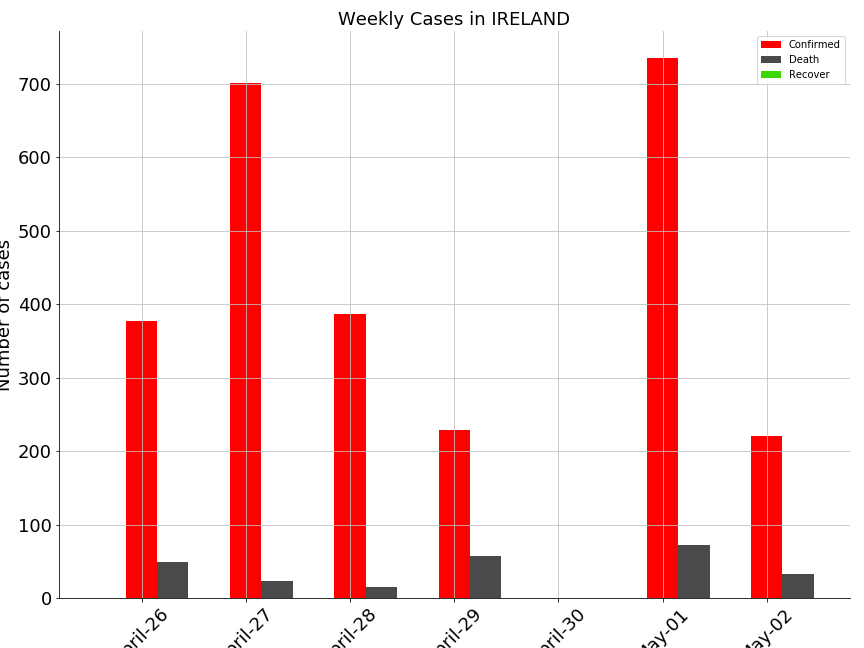 Weekly Cases in IRELAND
Confirmed
Death
Recover
Number of cases
700
600
500
400
300
200
100
0
pril-26
pril-27
pril-28
pril-29
pril-30
May-01
May-02